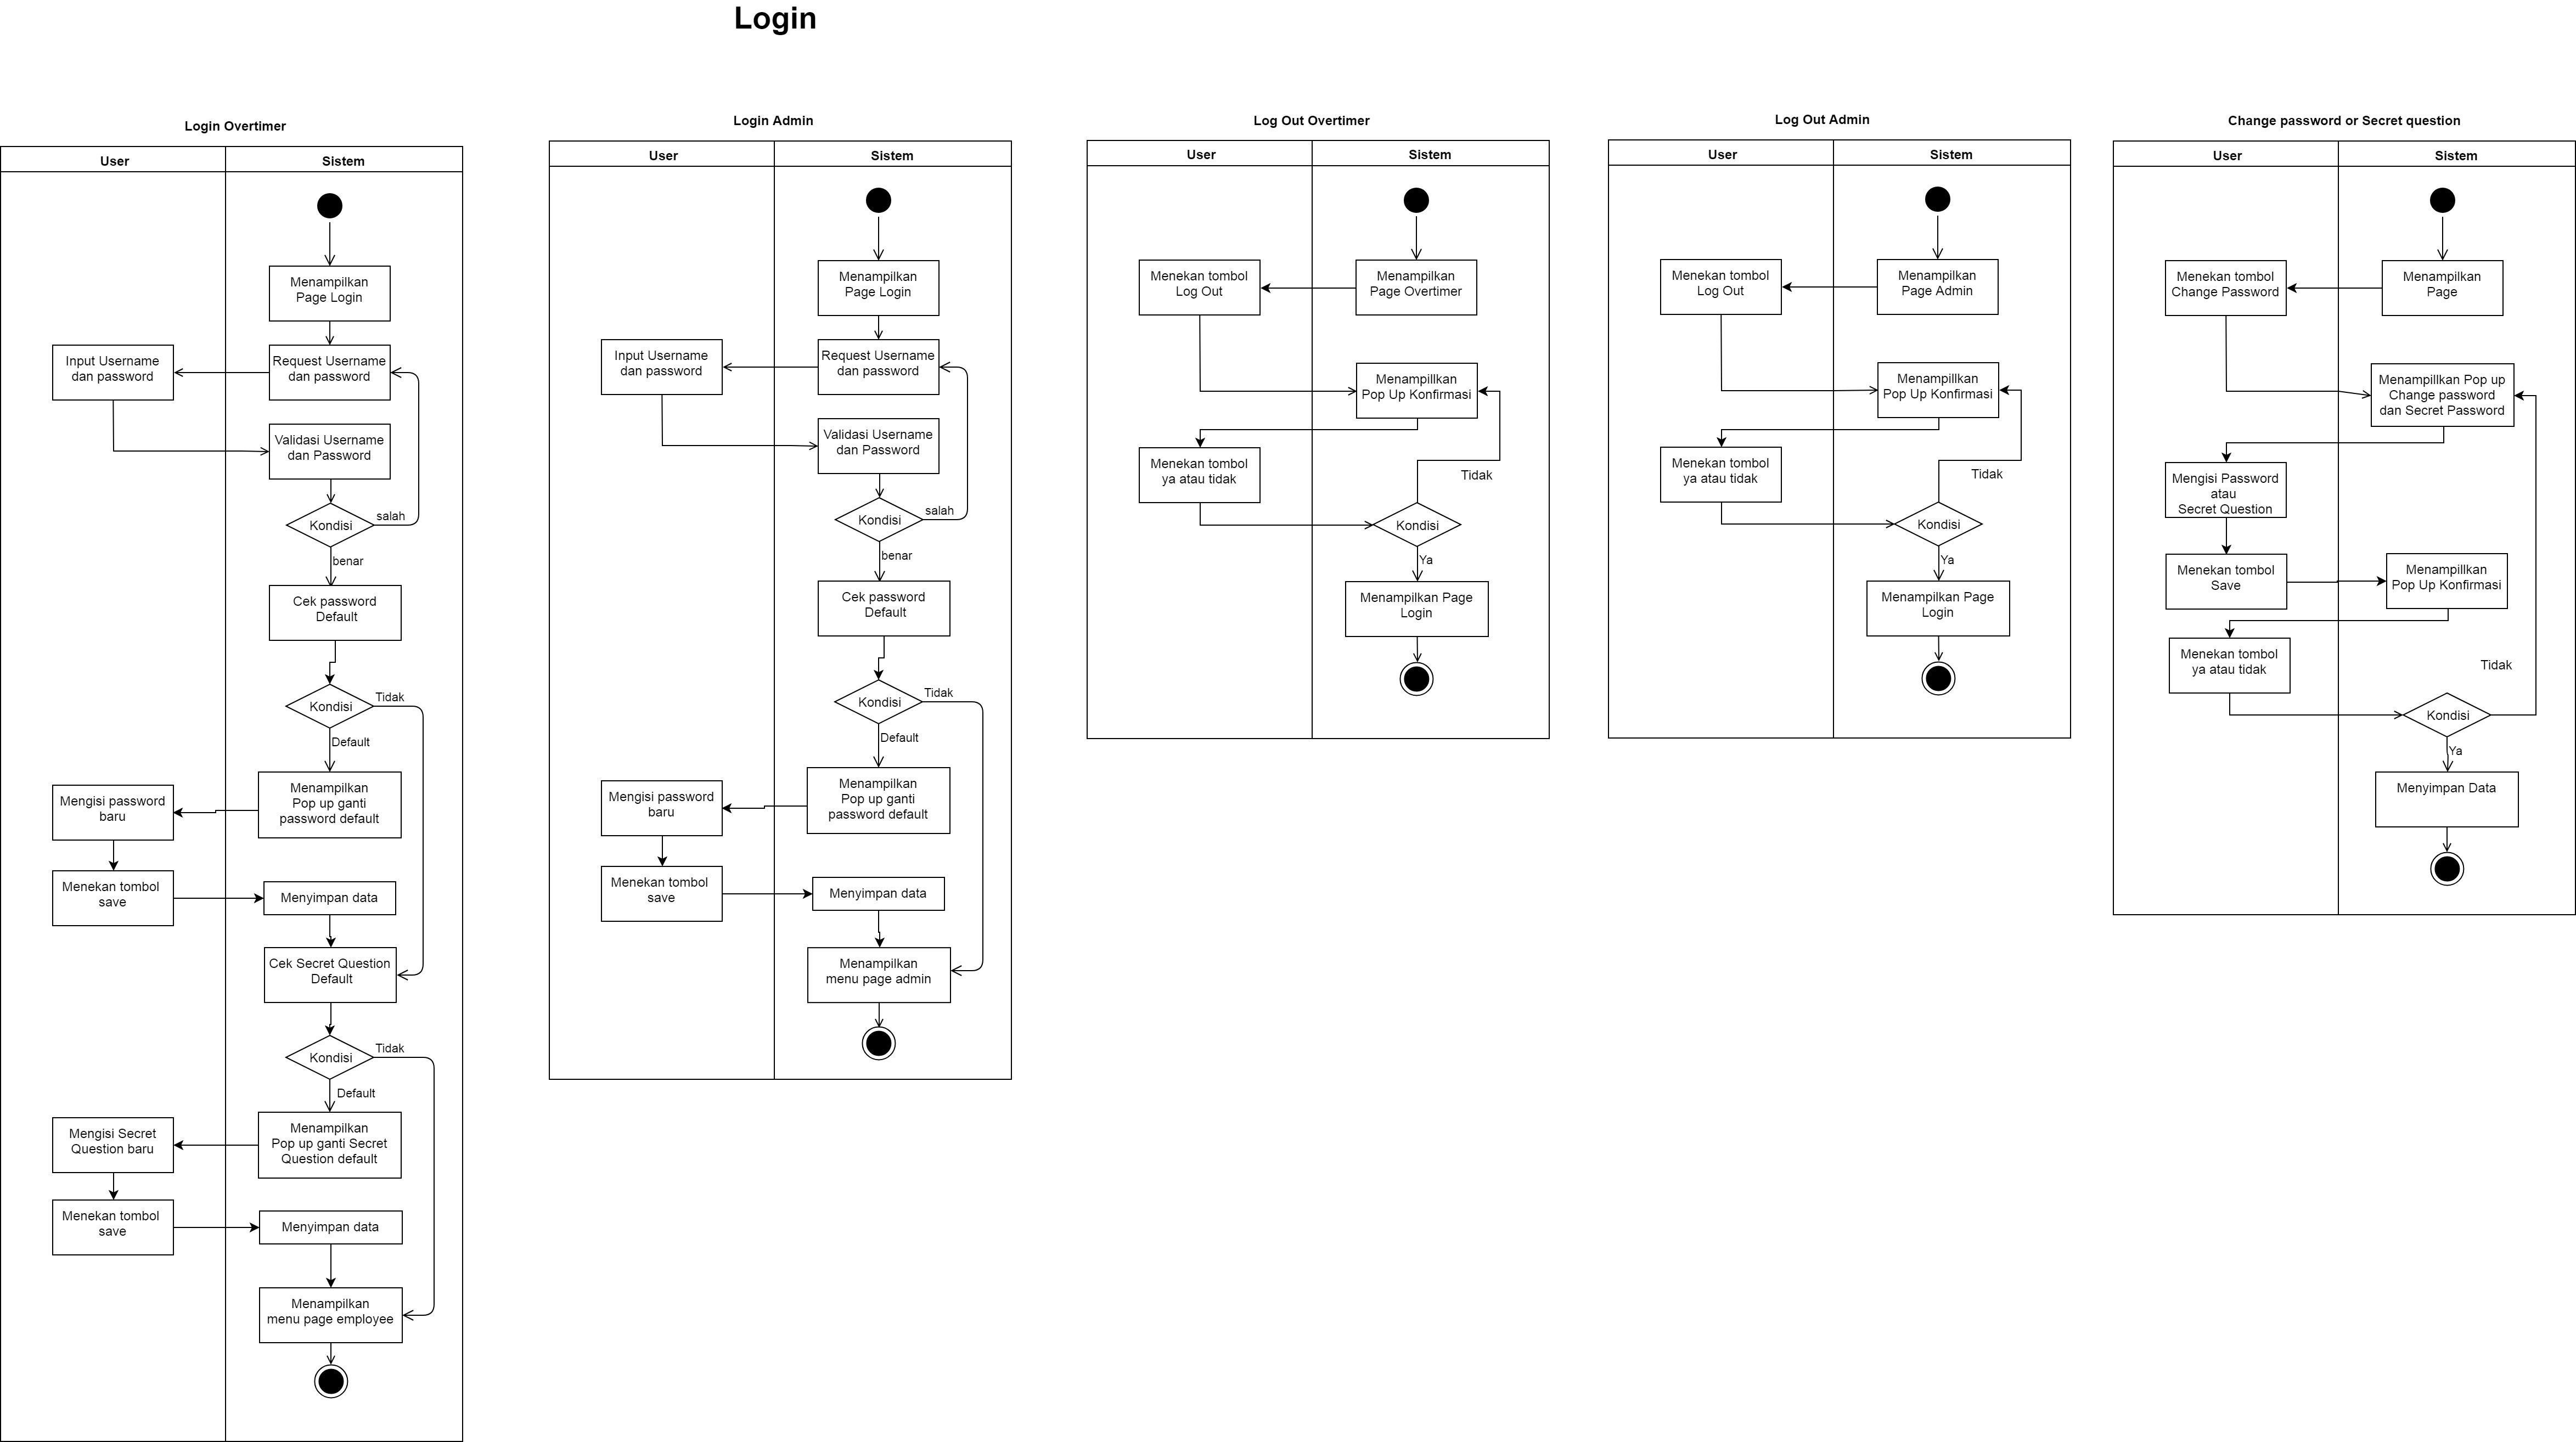 Login
Login Overtimer
User
Sistem
Menampilkan
Page Login
Input Username
dan password
Request Username
dan password
Validasi Username
dan Password
Kondisi
salah
benar
Cek password
Default
Kondisi
Tidak
Default
Mengisi password
baru
Menampilkan
Pop up ganti
password default
Menekan tombol
save
Menyimpan data
Cek Secret Question
Default
Kondisi
Tidak
Default
Mengisi Secret
Question baru
Menampilkan
Pop up ganti Secret
Question default
Menekan tombol
save
Menyimpan data
Menampilkan
menu page employee
Login Admin
User
Sistem
Menampilkan
Page Login
Input Username
dan password
Request Username
dan password
Validasi Username
dan Password
Kondisi
salah
benar
Cek password
Default
Kondisi
Tidak
Default
Mengisi password
baru
Menampilkan
Pop up ganti
password default
Menekan tombol
save
Menyimpan data
Menampilkan
menu page admin
Log Out Overtimer
User
Sistem
Menekan tombol
Log Out
Menampilkan
Page Overtimer
Menampillkan
Pop Up Konfirmasi
Menekan tombol
ya atau tidak
Tidak
Kondisi
Ya
Menampilkan Page
Login
Log Out Admin
User
Sistem
Menekan tombol
Log Out
Menampilkan
Page Admin
Menampillkan
Pop Up Konfirmasi
Menekan tombol
ya atau tidak
Tidak
Kondisi
Ya
Menampilkan Page
Login
Change password or Secret question
User
Sistem
Menekan tombol
Change Password
Menampilkan
Page
Menampillkan Pop up
Change password
dan Secret Password
Mengisi Password
atau
Secret Question
Menekan tombol
Save
Menampillkan
Pop Up Konfirmasi
Menekan tombol
ya atau tidak
Tidak
Kondisi
Ya
Menyimpan Data